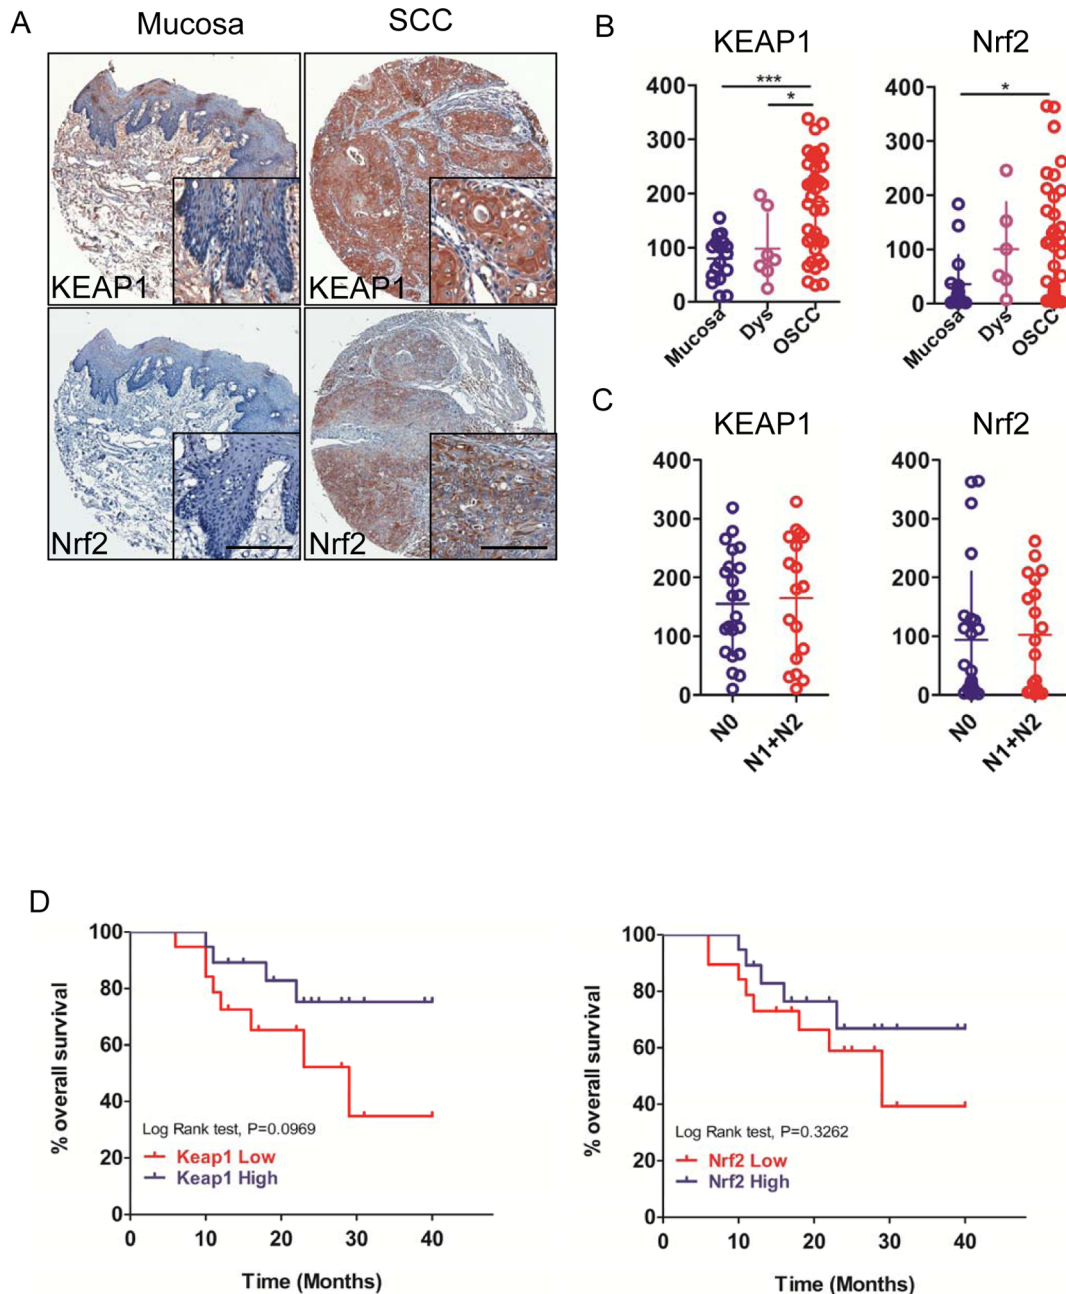 A
Mucosa
SCC
KEAP1
KEAP1
Nrf2
Nrf2
B
KEAP1
400
300
200
100
0
Mucosa
Dys
OSCC
***
*
Nrf2
400
300
200
100
0
Mucosa
Dys
OSCC
*
C
KEAP1
400
300
200
100
0
N0
N1+N2
Nrf2
400
300
200
100
0
N0
N1+N2
D
% overall survival
100
80
60
40
20
0
Log Rank test, P=0.0969
Keap1 Low
Keap1 High
0 10 20 30 40
Time (Months)
% overall survival
100
80
60
40
20
0
Log Rank test, P=0.3262
Nrf2 Low
Nrf2 High
0 10 20 30 40
Time (Months)